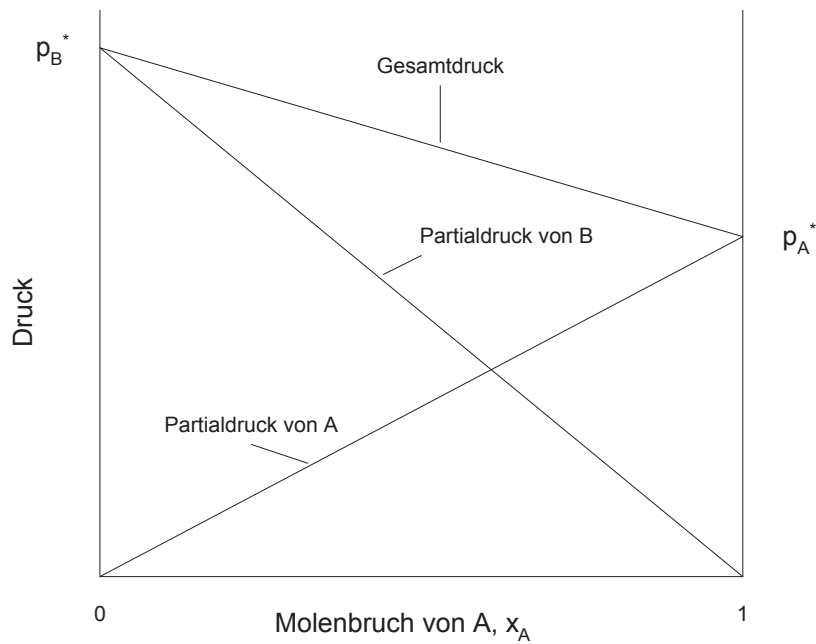 p_B^*
Gesamtdruck
Partialdruck von B
p_A^*
Druck
Partialdruck von A
0
Molenbruch von A, x_A
1